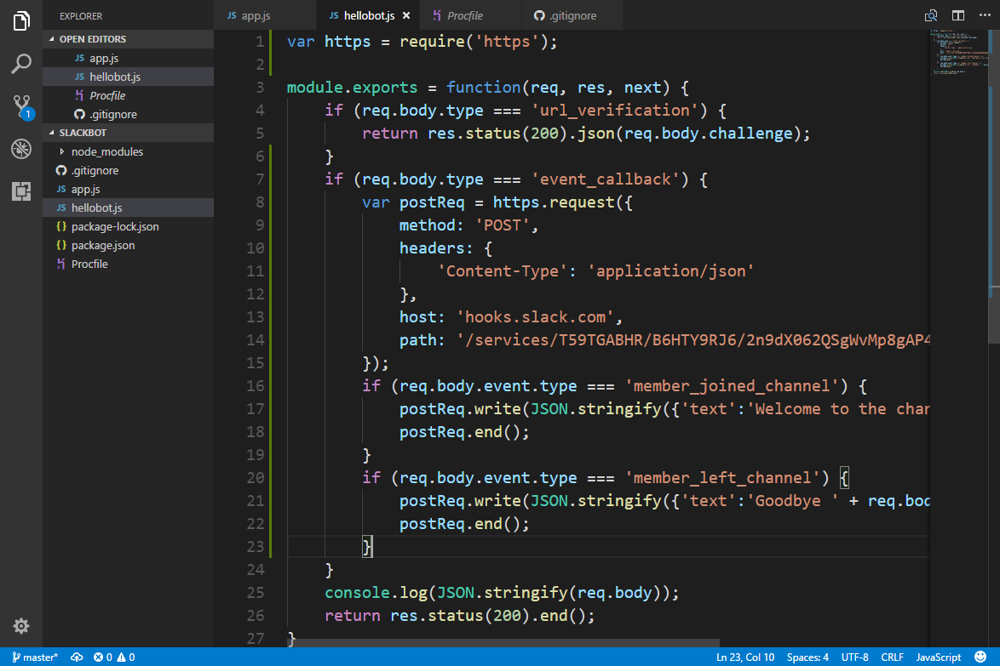 EXPLORER
OPEN EDITORS
JS app.js
JS hellobot.js
Procfile
.gitignore
SLACKBOT
node_modules
.gitignore
JS app.js
JS hellobot.js
{} package-lock.json
{} package.json
Procfile
1
JS app.js
JS hellobot.js ×
Procfile
.gitignore
1 var https = require('https');
2
3 module.exports = function(req, res, next) {
4 if (req.body.type === 'url_verification') {
5 return res.status(200).json(req.body.challenge);
6 }
7 if (req.body.type === 'event_callback') {
8 var postReq = https.request({
9 method: 'POST',
10 headers: {
11 'Content-Type': 'application/json'
12 },
13 host: 'hooks.slack.com',
14 path: '/services/T59TGABHR/B6HTY9RJ6/2n9dX062QSgWvMp8gAP4
15 });
16 if (req.body.event.type === 'member_joined_channel') {
17 postReq.write(JSON.stringify({'text':'Welcome to the
18 postReq.end();
19 }
20 if (req.body.event.type === 'member_left_channel') {
21 postReq.write(JSON.stringify({'text':'Goodbye ' + req.bod
22 postReq.end();
23 }
24 }
25 console.log(JSON.stringify(req.body));
26 return res.status(200).end();
27 }
master* 0 0
Ln 23, Col 10 Spaces: 4 UTF-8 CRLF JavaScript